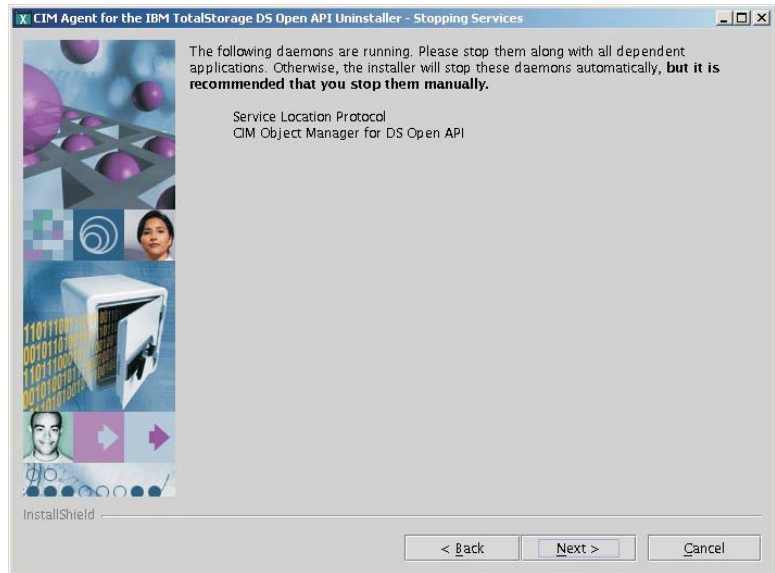 CIM Agent for the IBM TotalStorage DS Open API Uninstaller - Stopping Services
The following daemons are running. Please stop them along with all dependent
applications. Otherwise, the installer will stop these daemons automatically, but it is
recommended that you stop them manually.
Service Location Protocol
CIM Object Manager for DS Open API
InstallShield
< Back
Next >
Cancel